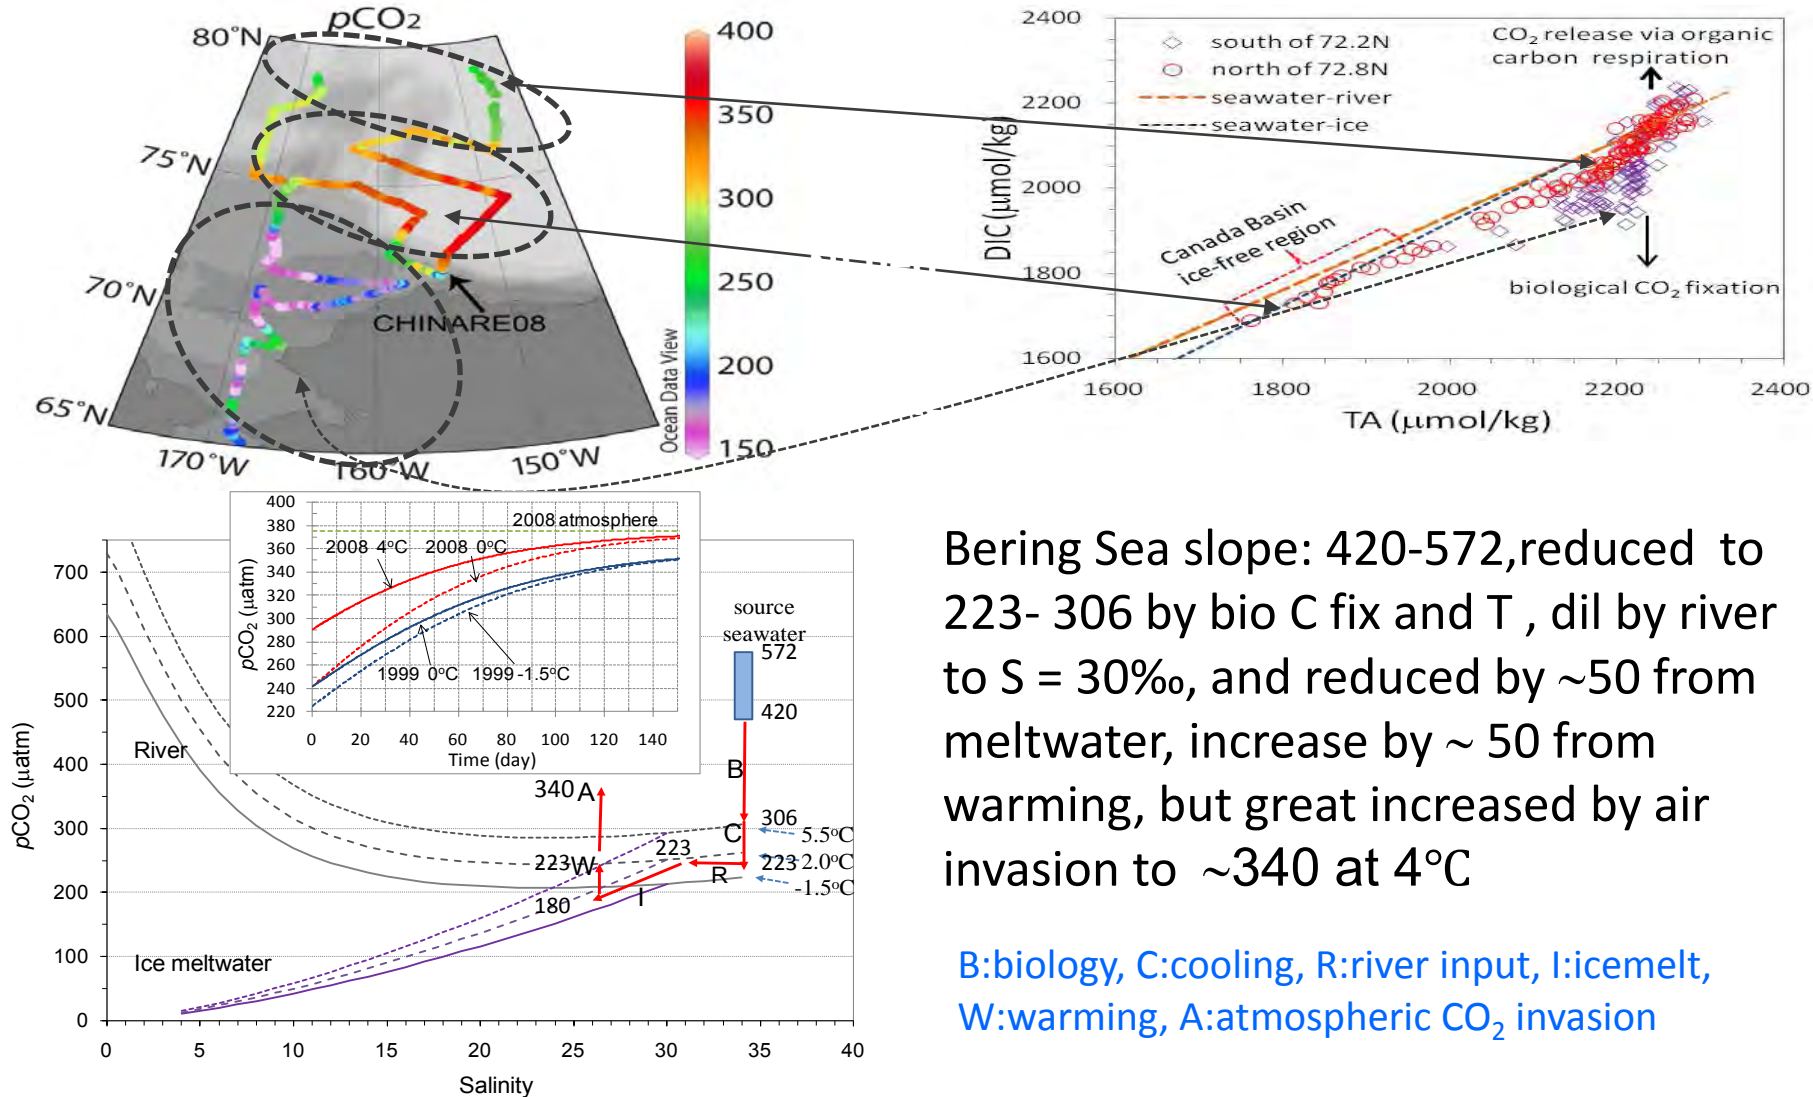 pCO2
80°N
75°N
70°N
65°N
170°W
160°W
150°W
CHINARE08
Ocean Data View
400
350
300
250
200
150
2400
2200
2000
1800
1600
1600
1800
2000
2200
2400
DIC (μmol/kg)
TA (μmol/kg)
south of 72.2N
north of 72.8N
seawater-river
seawater-ice
CO2 release via organic
carbon respiration
Canada Basin
ice-free region
biological CO2 fixation
400
380
360
340
320
300
280
260
240
220
pCO2 (µatm)
2008 atmosphere
2008 4°C
2008 0°C
1999 0°C
1999 -1.5°C
0
20
40
60
80
100
120
140
Time (day)
700
600
500
400
300
200
100
0
pCO2 (µatm)
River
Ice meltwater
source
seawater
572
420
B
340 A
306
C
5.5°C
223
223 W
223
2.0°C
R
-1.5°C
180
I
0
5
10
15
20
25
30
35
40
Salinity
Bering Sea slope: 420-572,reduced to
223- 306 by bio C fix and T , dil by river
to S = 30‰, and reduced by ~50 from
meltwater, increase by ~ 50 from
warming, but great increased by air
invasion to ~340 at 4°C
B:biology, C:cooling, R:river input, I:icemelt,
W:warming, A:atmospheric CO2 invasion